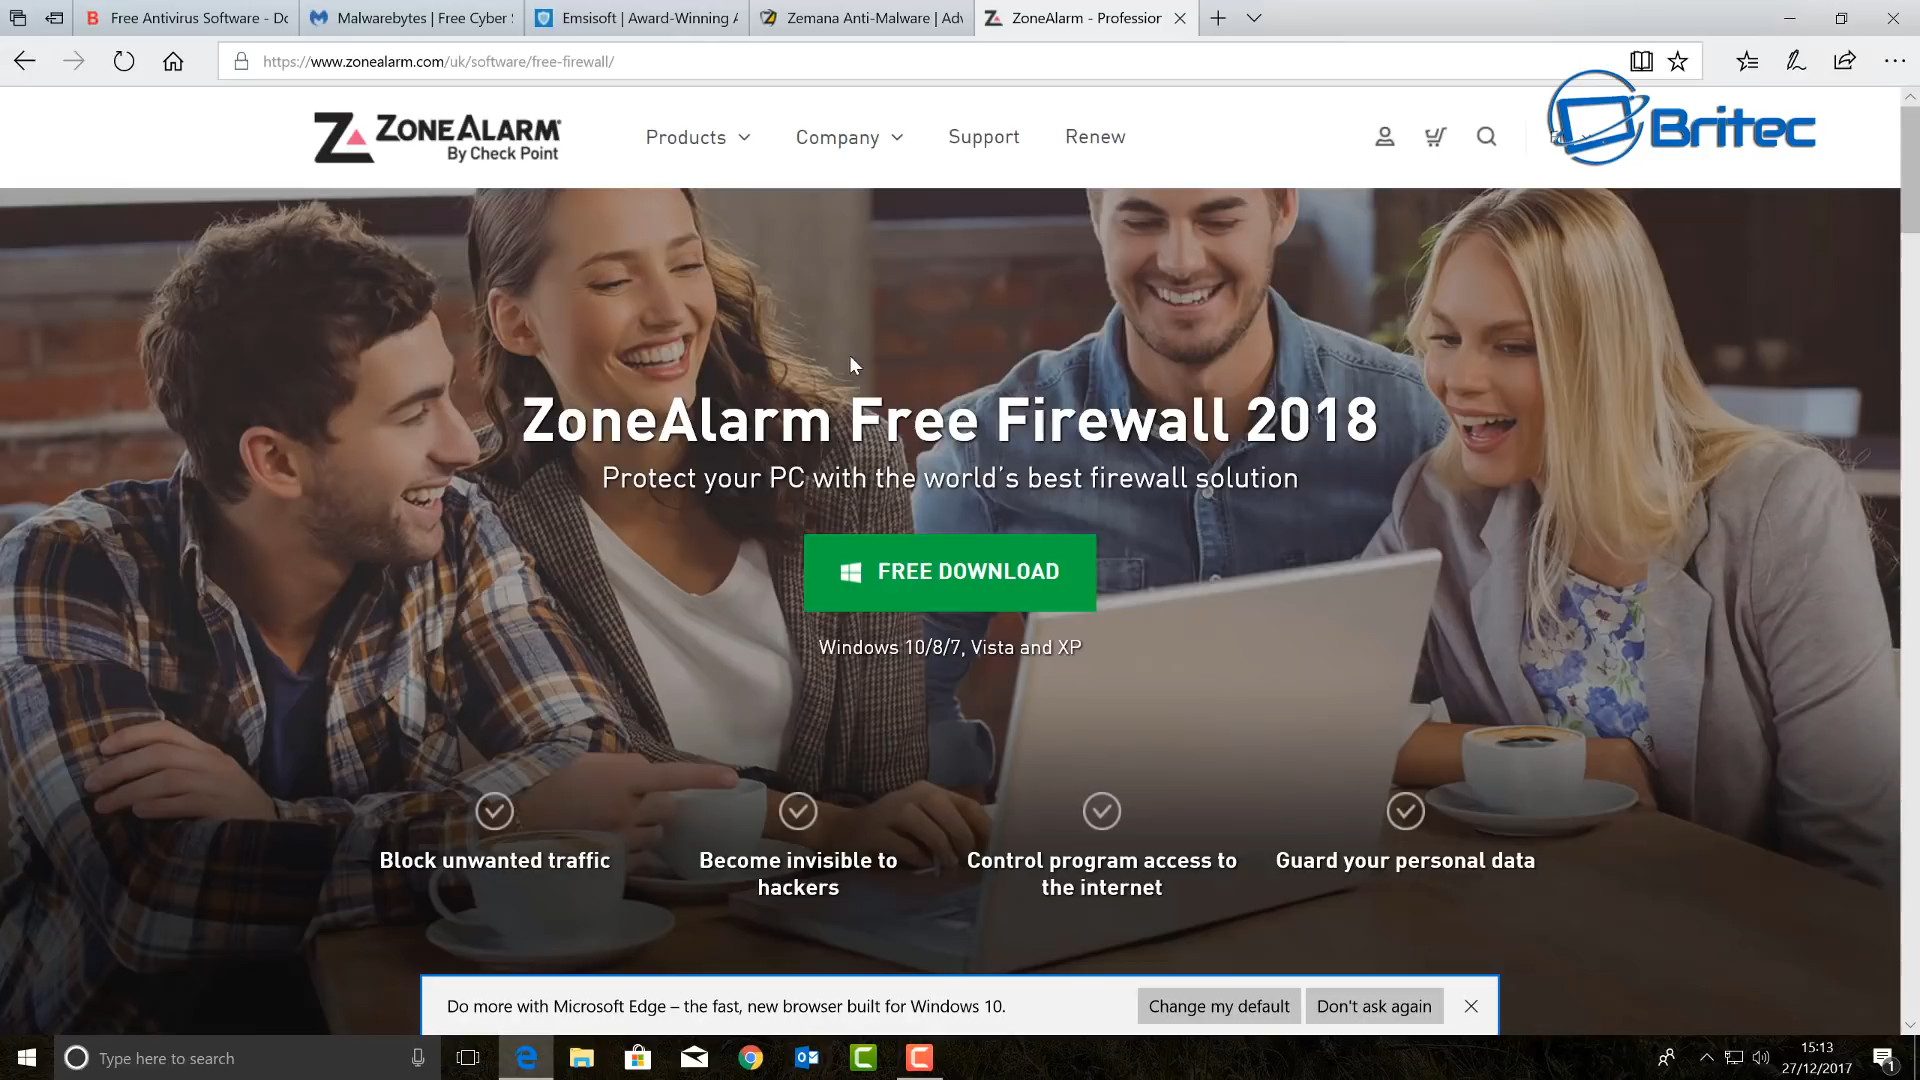 Free Antivirus Software - Dc
Malwarebytes | Free Cyber
Emsisoft | Award-Winning A
Zemana Anti-Malware | Adv
ZoneAlarm - Profession
https://www.zonealarm.com/uk/software/free-firewall/
ZONEALARM
By Check Point
Products
Company
Support
Renew
Britec
ZoneAlarm Free Firewall 2018
Protect your PC with the world's best firewall solution
FREE DOWNLOAD
Windows 10/8/7, Vista and XP
Block unwanted traffic
Become invisible to
hackers
Control program access to
the internet
Guard your personal data
Do more with Microsoft Edge – the fast, new browser built for Windows 10.
Change my default
Don't ask again
Type here to search
15:13
27/12/2017
1